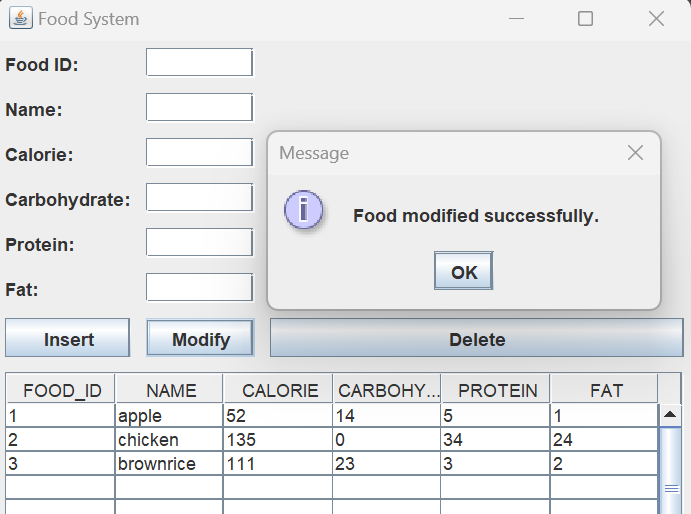 Food System
Food ID:
Name:
Message
Calorie:
Carbohydrate:
Food modified successfully.
Protein:
OK
Fat:
Insert Modify Delete
FOOD_ID NAME CALORIE CARBOHY... PROTEIN FAT
1 apple 52 14 5 1
2 chicken 135 0 34 24
3 brownrice 111 23 3 2